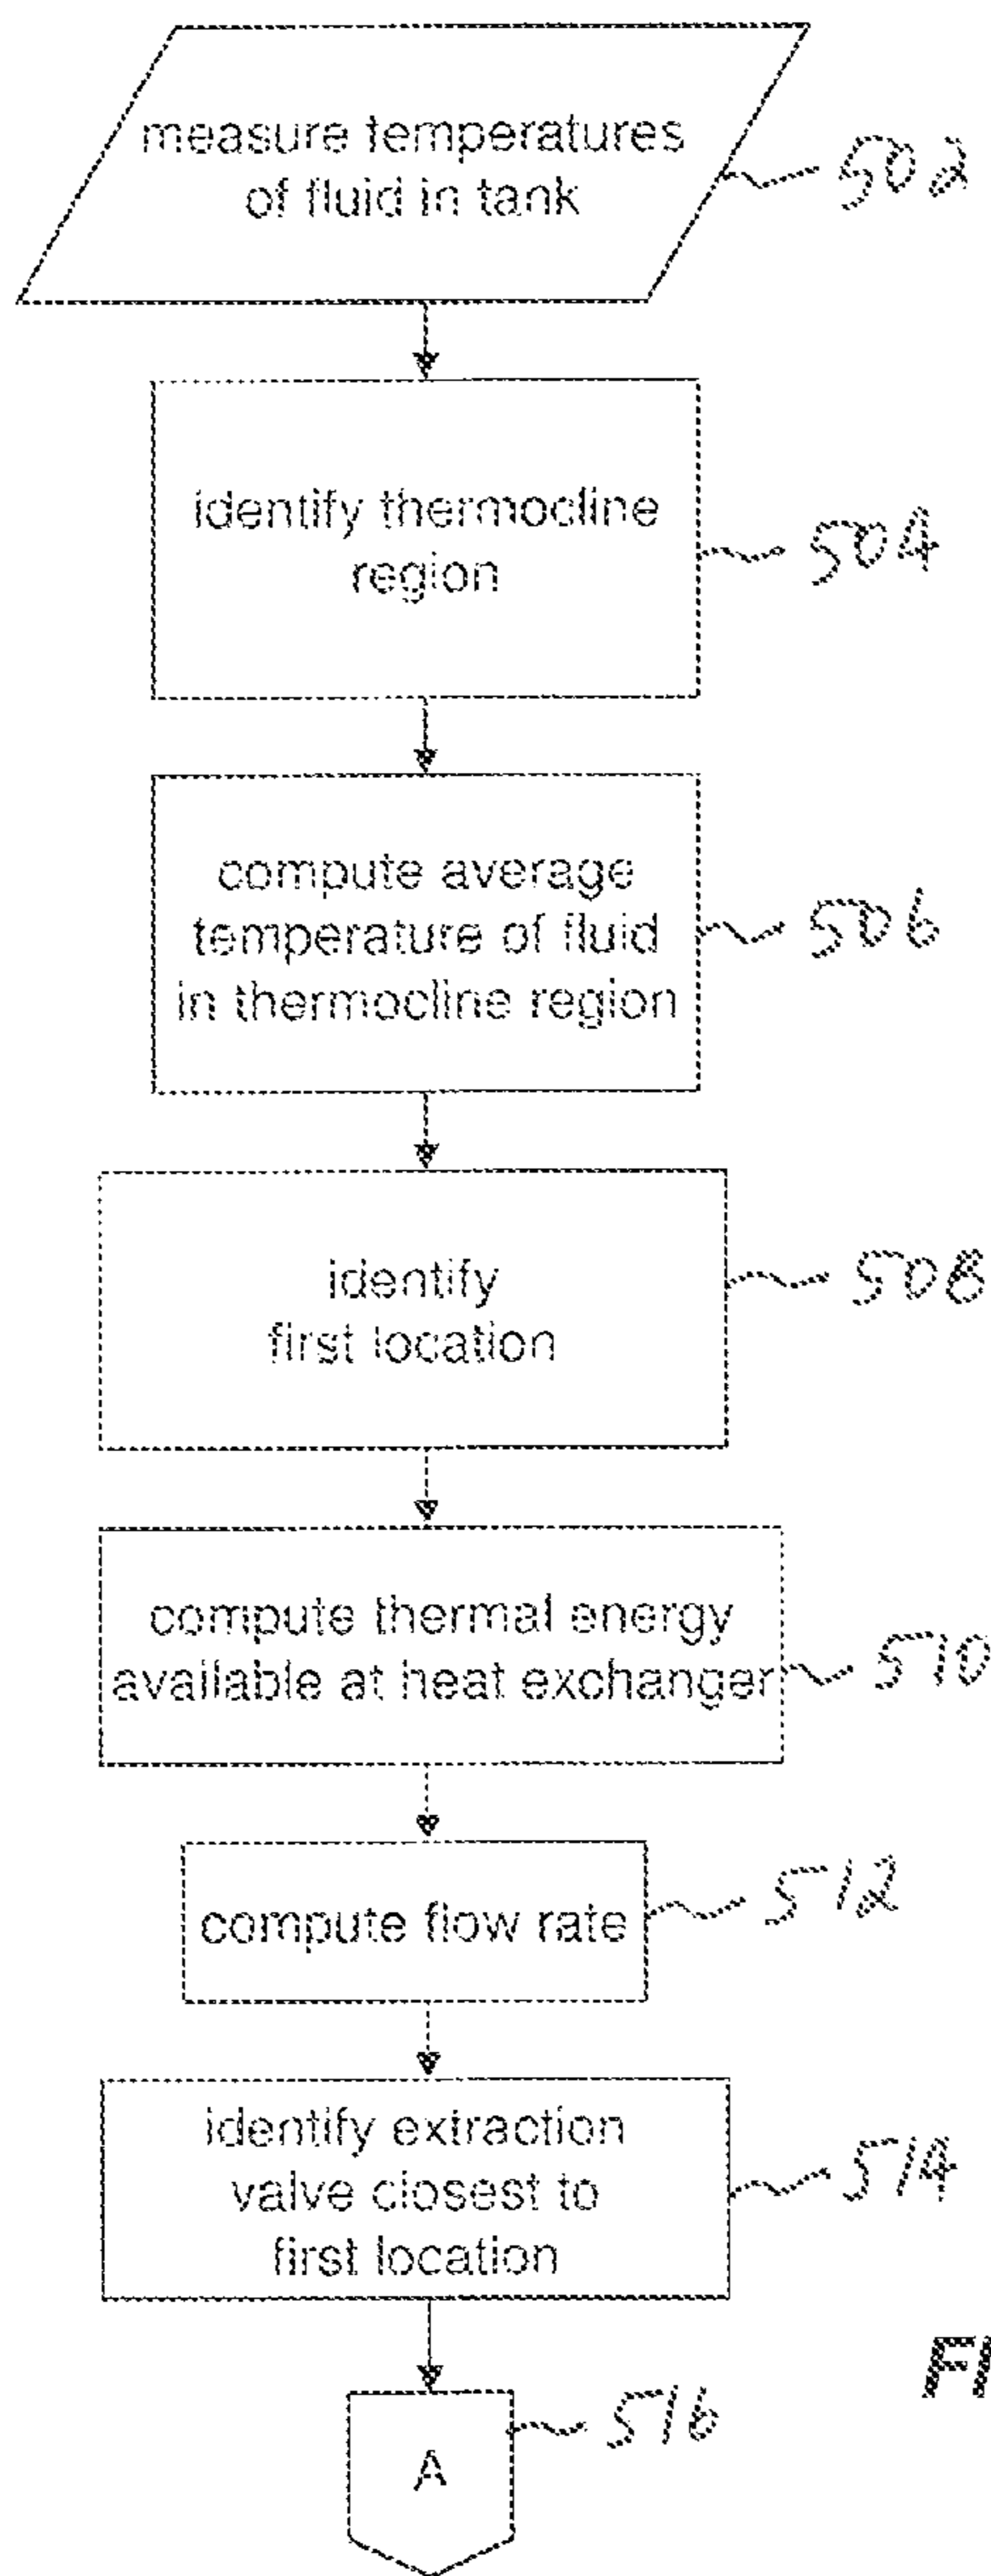 measure temperatures
of fluid in tank
502
identify thermocline
region
504
compute average
temperature of fluid
in thermocline region
506
identify
first location
508
compute thermal energy
available at heat exchanger
510
compute flow rate
512
identify extraction
valve closest to
first location
514
FI
A
516